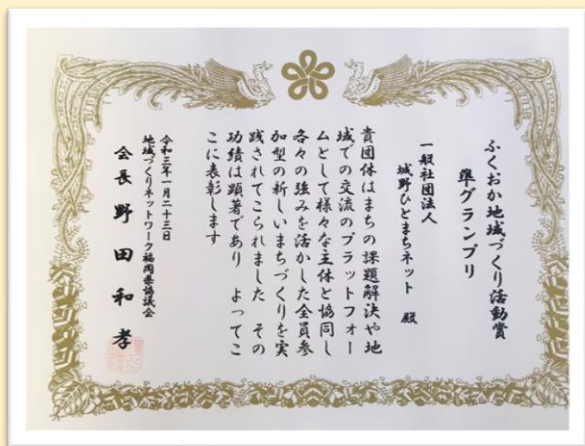 ふくおか地域づくり活動賞
準グランプリ
一般社団法人
城野ひとまちネット 殿
貴団体はまちの課題解決や地
域での交流のプラットフォー
ムとして様々な主体と協同し
各々の強みを活かした全員参
加型の新しいまちづくりを実
践されてこられました その
功績は顕著であり よってこ
こに表彰します
令和三年一月二十三日
地域づくりネットワーク福岡県協議会
会長 野田和孝